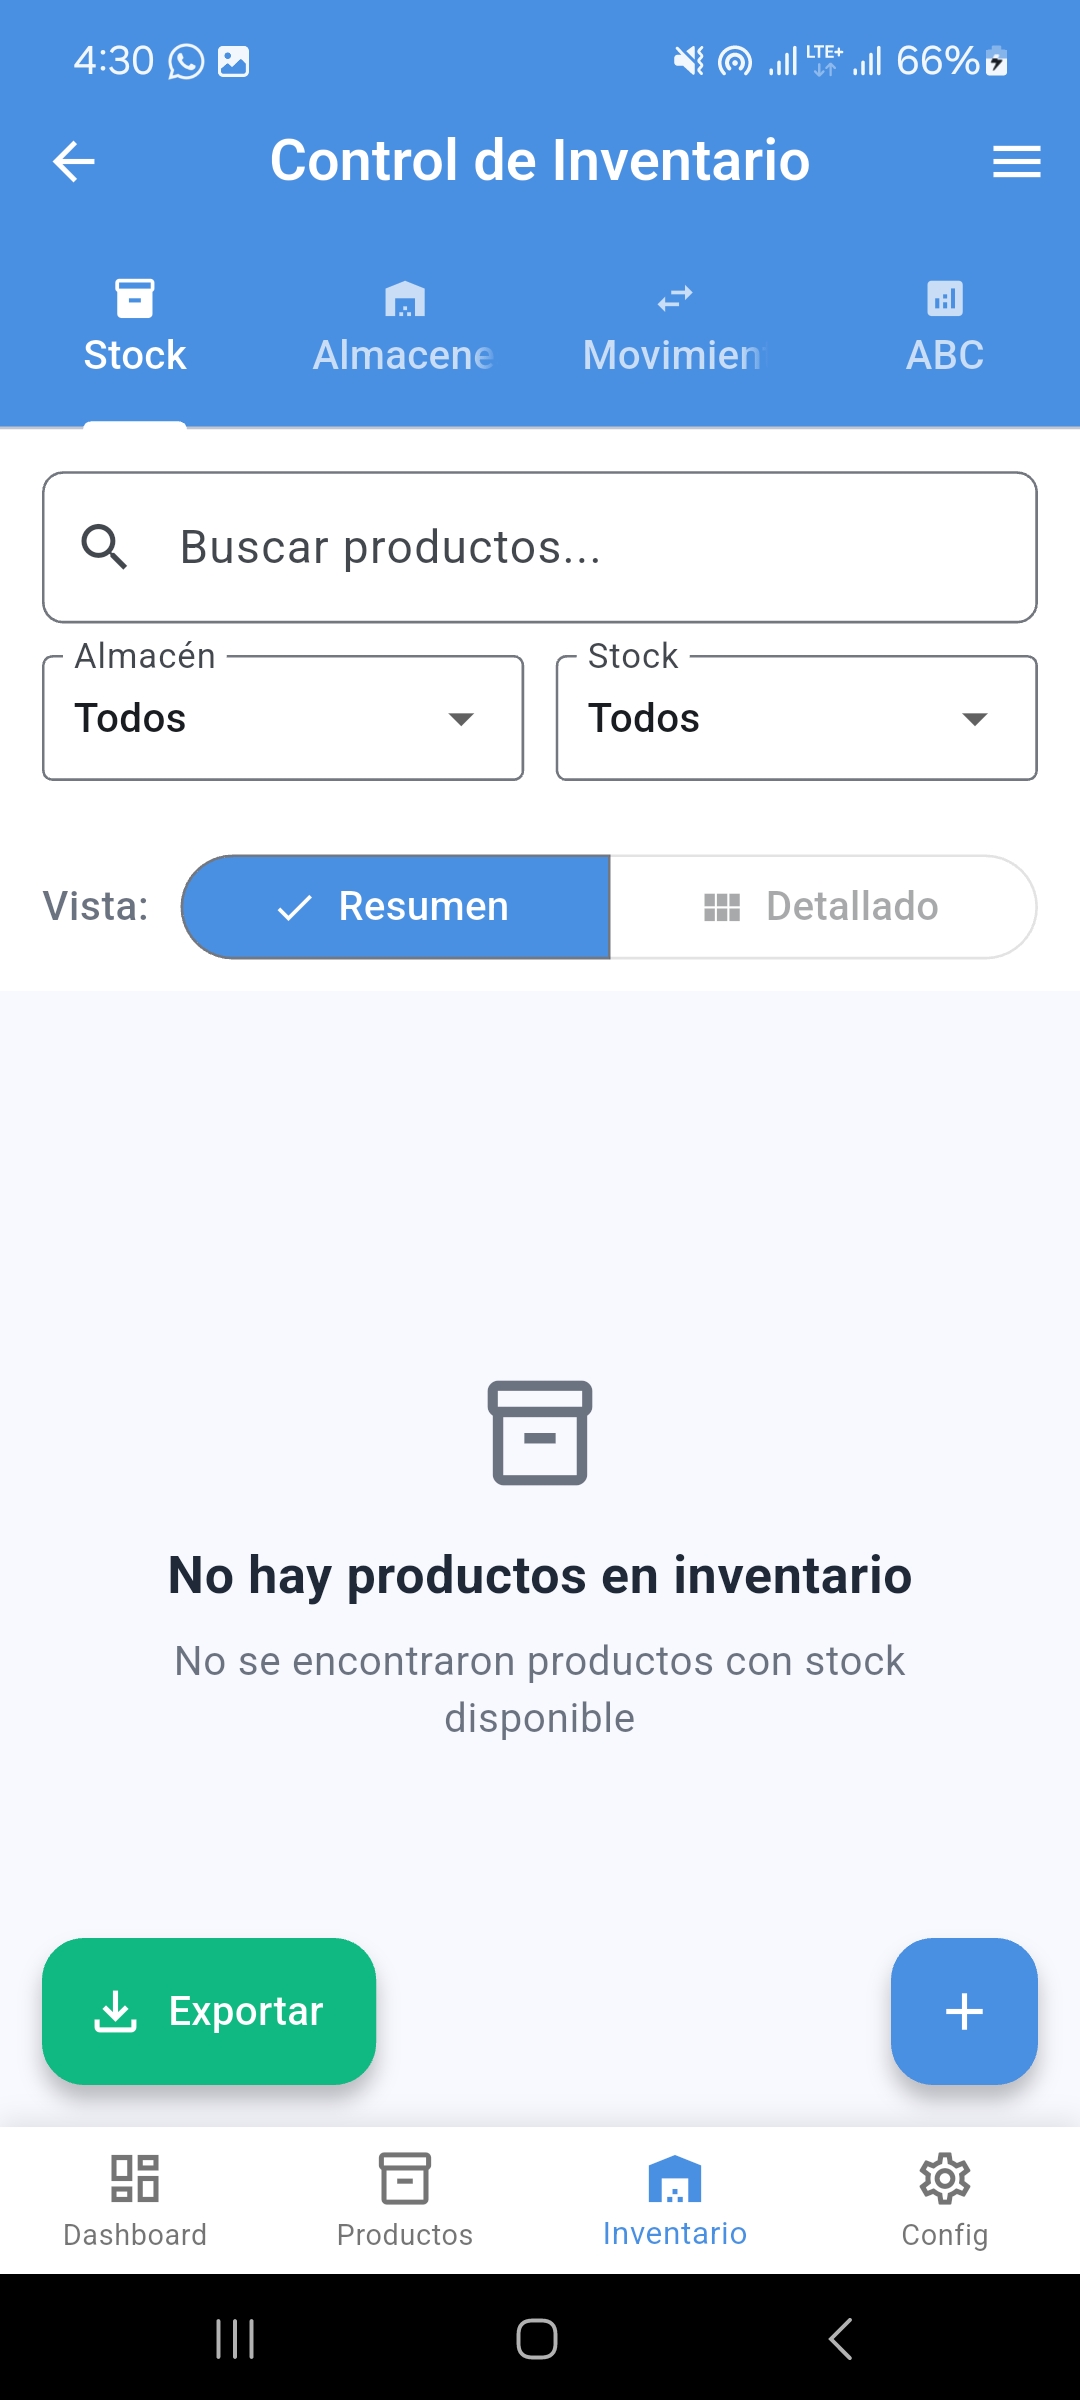 4:30 LTE+ 66%
Control de Inventario
Stock Almacene Movimien ABC
Buscar productos...
Almacén Stock
Todos Todos
Vista: Resumen Detallado
No hay productos en inventario
No se encontraron productos con stock
disponible
Exportar
Dashboard Productos Inventario Config